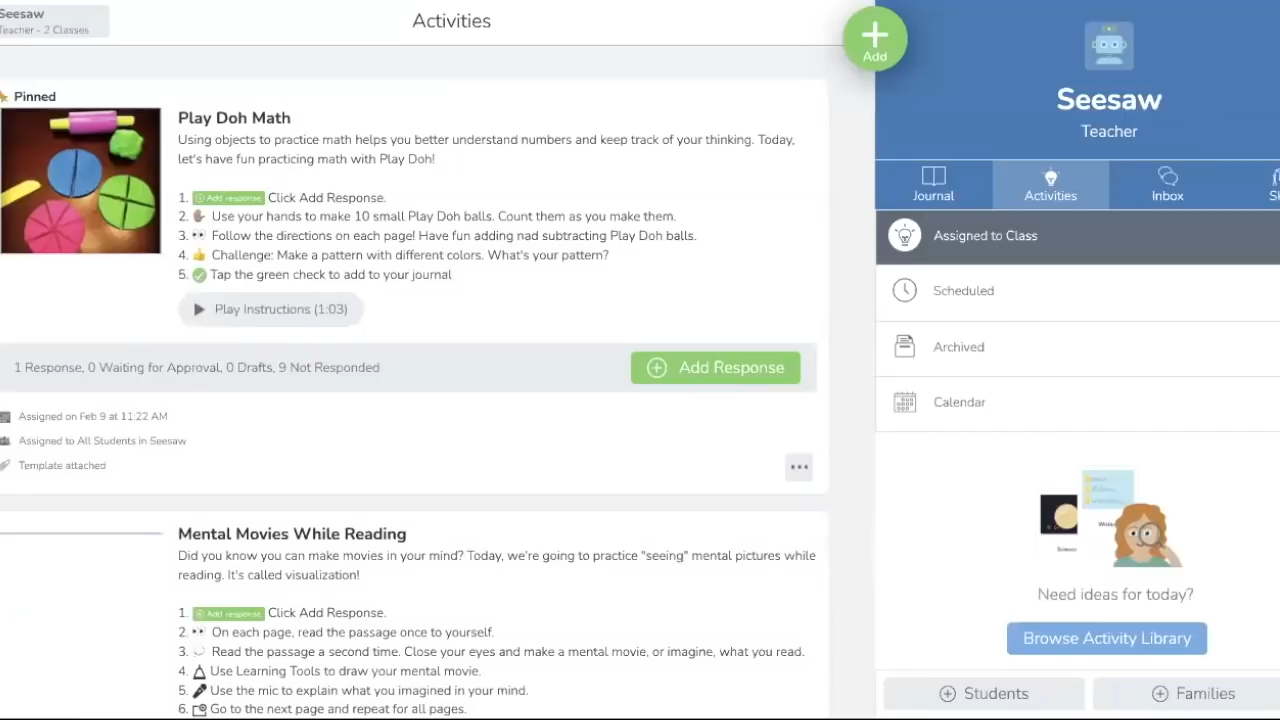 Seesaw
Teacher - 2 Classes
Activities
Add
Pinned
Play Doh Math
Using objects to practice math helps you better understand numbers and keep track of your thinking. Today,
let's have fun practicing math with Play Doh!
1. Add response Click Add Response.
2. Use your hands to make 10 small Play Doh balls. Count them as you make them.
3. Follow the directions on each page! Have fun adding nad subtracting Play Doh balls.
4. Challenge: Make a pattern with different colors. What's your pattern?
5. Tap the green check to add to your journal
Play Instructions (1:03)
1 Response, 0 Waiting for Approval, 0 Drafts, 9 Not Responded
Add Response
Assigned on Feb 9 at 11:22 AM
Assigned to All Students in Seesaw
Template attached
Mental Movies While Reading
Did you know you can make movies in your mind? Today, we're going to practice "seeing" mental pictures while
reading. It's called visualization!
1. Add response Click Add Response.
2. On each page, read the passage once to yourself.
3. Read the passage a second time. Close your eyes and make a mental movie, or imagine, what you read.
4. Use Learning Tools to draw your mental movie.
5. Use the mic to explain what you imagined in your mind.
6. Go to the next page and repeat for all pages.
Seesaw
Teacher
Journal
Activities
Inbox
Assigned to Class
Scheduled
Archived
Calendar
Need ideas for today?
Browse Activity Library
Students
Families